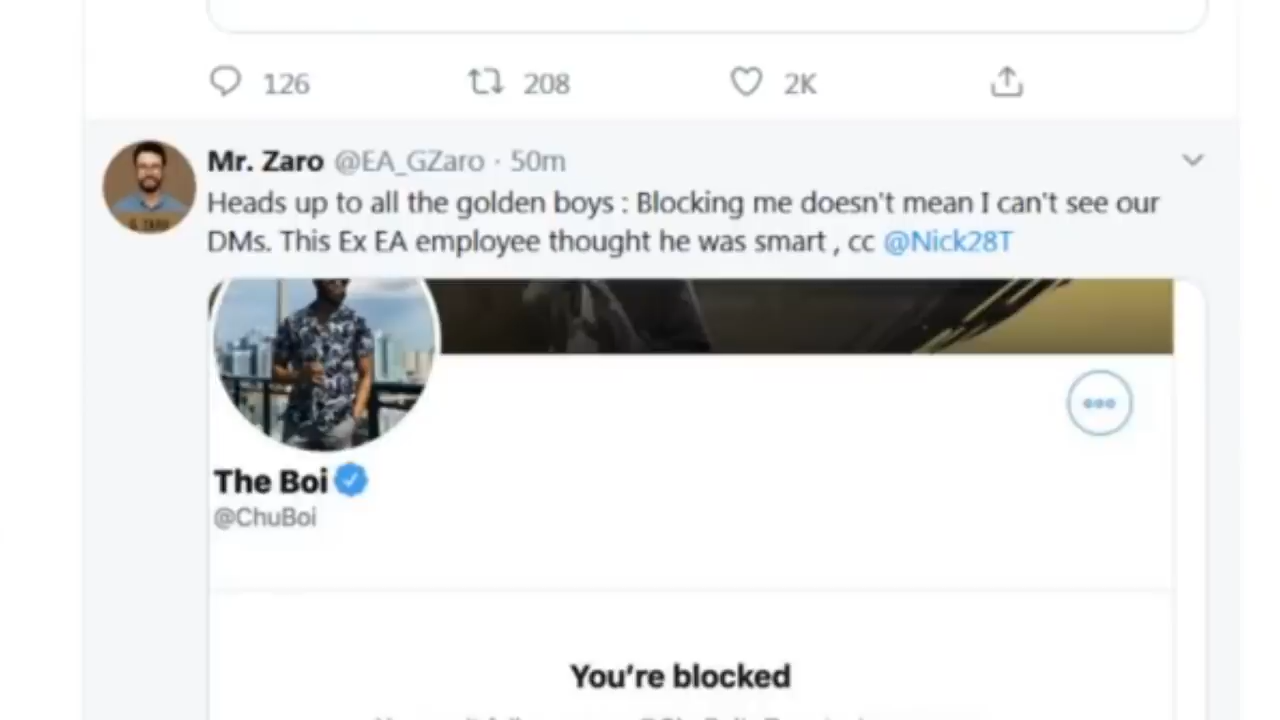 126 208 2K
Mr. Zaro @EA_GZaro · 50m
Heads up to all the golden boys : Blocking me doesn't mean I can't see our
DMs. This Ex EA employee thought he was smart , cc @Nick28T
The Boi
@ChuBoi
You're blocked